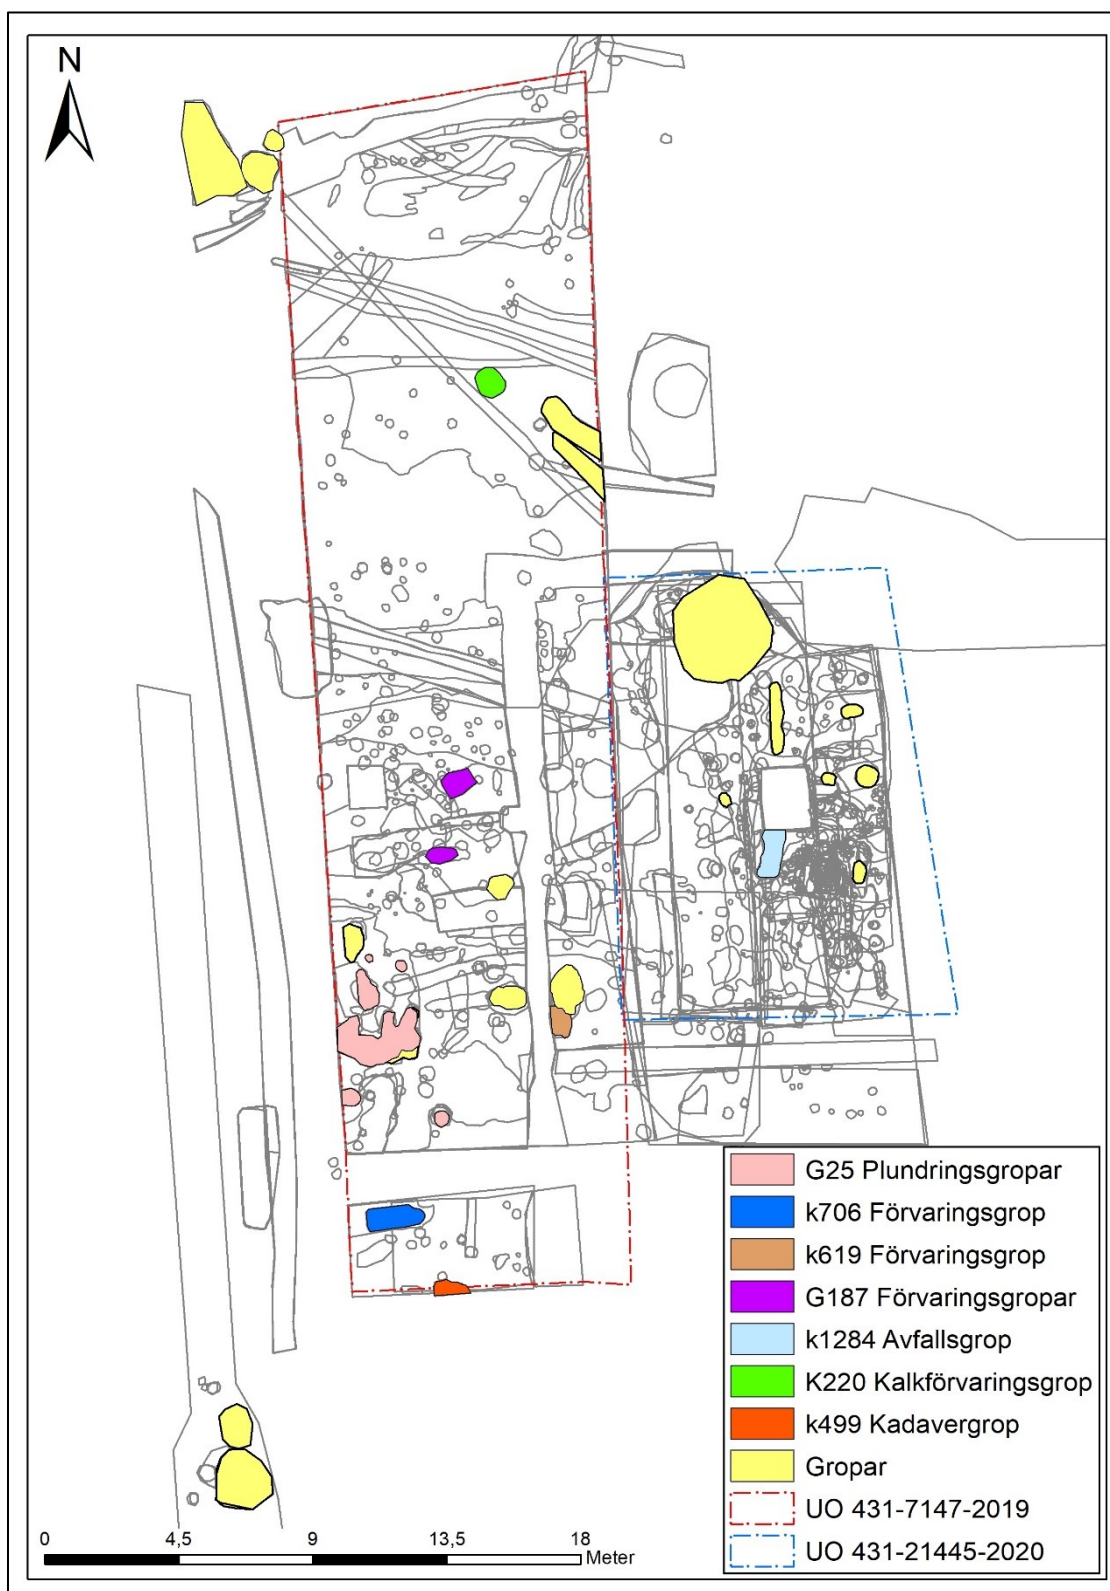 N
G25 Plundringsgropar
k706 Förvaringsgrop
k619 Förvaringsgrop
G187 Förvaringsgropar
k1284 Avfallsgrop
K220 Kalkförvaringsgrop
k499 Kadavergrop
Gropar
UO 431-7147-2019
UO 431-21445-2020
0 4,5 9 13,5 18
Meter